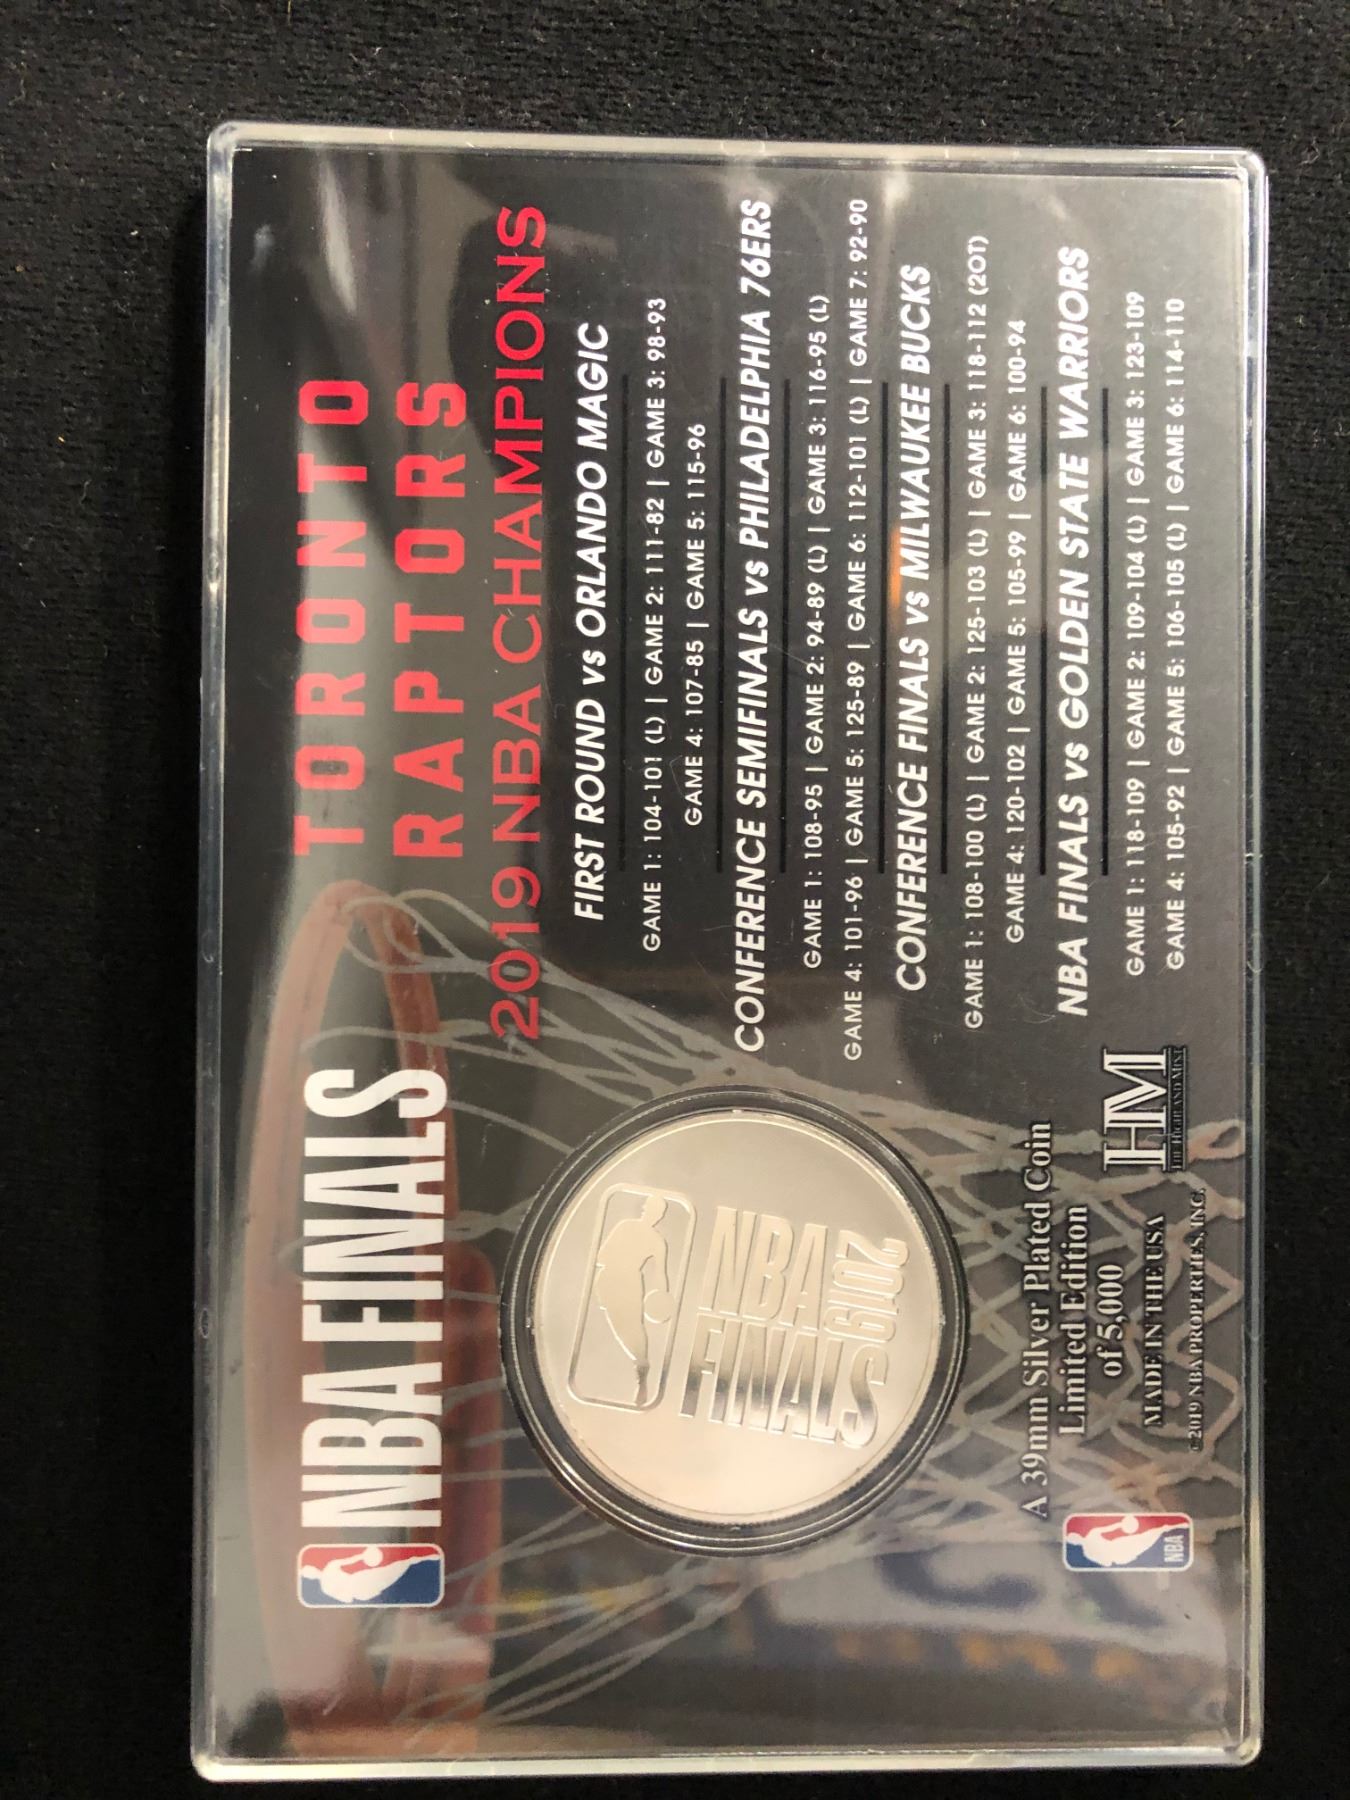 NBA FINALS
TORONTO
RAPTORS
2019 NBA CHAMPIONS
FIRST ROUND vs ORLANDO MAGIC
GAME 1: 104-101 (L) | GAME 2: 111-82 | GAME 3: 98-93
GAME 4: 107-85 | GAME 5: 115-96
CONFERENCE SEMIFINALS vs PHILADELPHIA 76ERS
GAME 1: 108-95 | GAME 2: 94-89 (L) | GAME 3: 116-95 (L)
GAME 4: 101-96 | GAME 5: 125-89 | GAME 6: 112-101 (L) | GAME 7: 92-90
CONFERENCE FINALS vs MILWAUKEE BUCKS
GAME 1: 108-100 (L) | GAME 2: 125-103 (L) | GAME 3: 118-112 (2OT)
GAME 4: 120-102 | GAME 5: 105-99 | GAME 6: 100-94
NBA FINALS vs GOLDEN STATE WARRIORS
GAME 1: 118-109 | GAME 2: 109-104 (L) | GAME 3: 123-109
GAME 4: 105-92 | GAME 5: 106-105 (L) | GAME 6: 114-110
NBA
FINALS
2019
A 39mm Silver Plated Coin
Limited Edition
of 5,000
MADE IN THE USA
©2019 NBA PROPERTIES, INC.
NBA
HM
THE HIGHLAND MINT